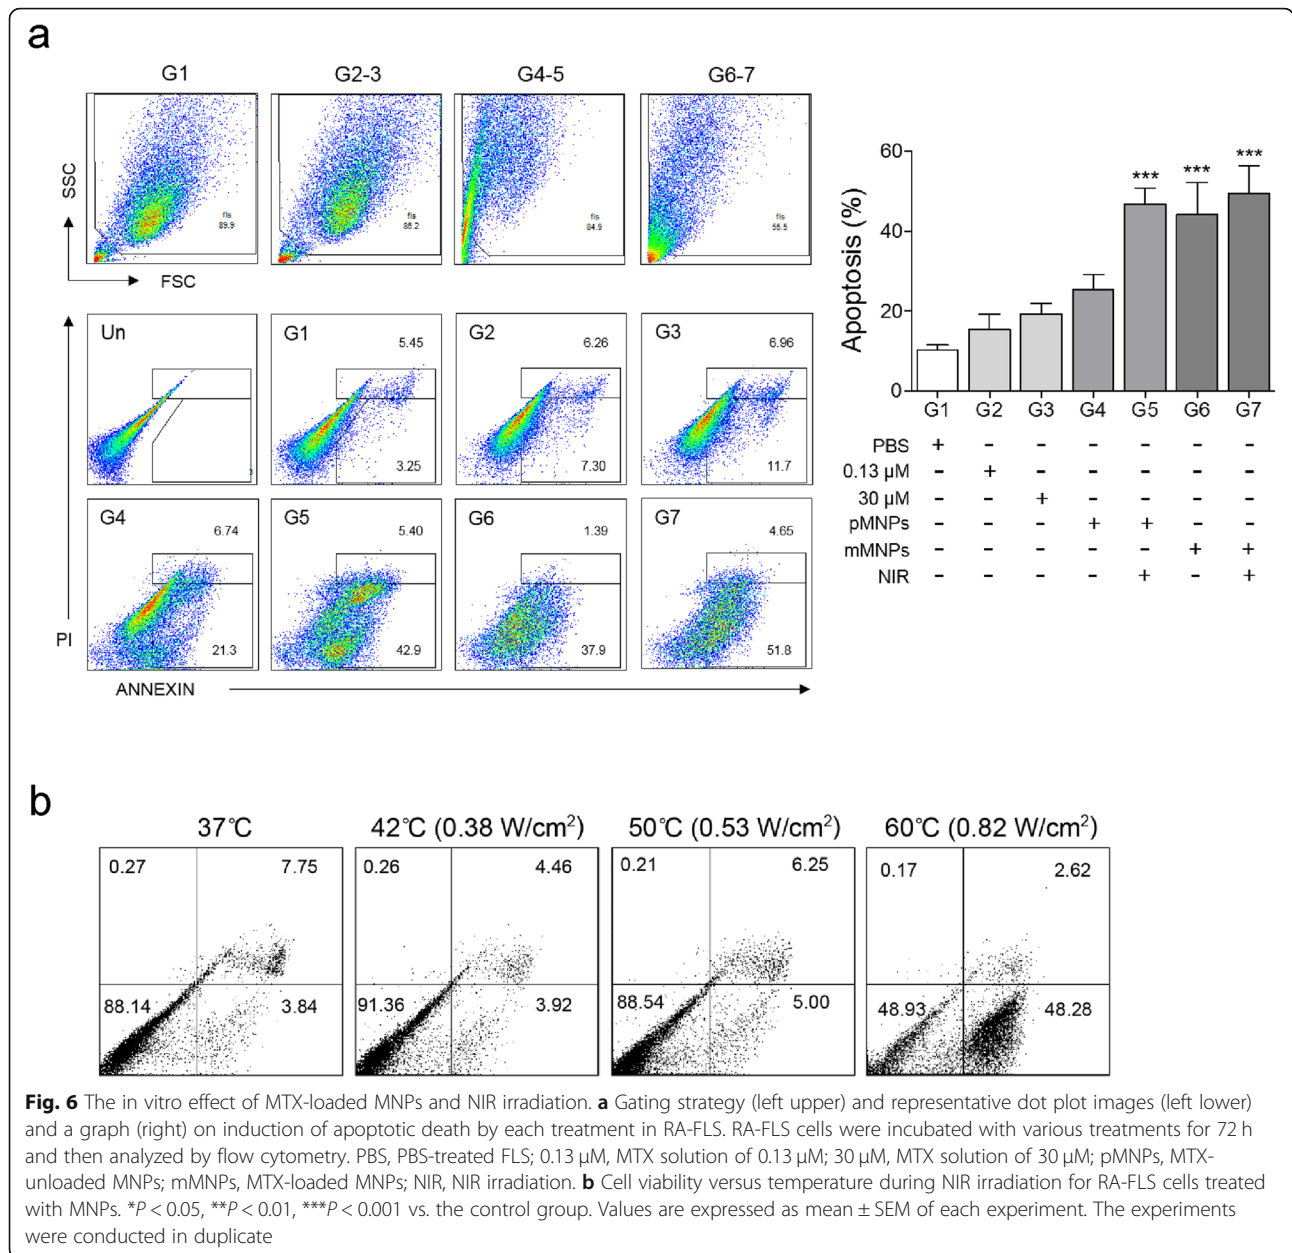 a
G1 G2-3 G4-5 G6-7
SSC
fls
89.9
fls
88.2
fls
84.9
fls
55.5
FSC
Un
G1
5.45
3.25
G2
6.26
7.30
G3
6.96
11.7
G4
6.74
21.3
G5
5.40
42.9
G6
1.39
37.9
G7
4.65
51.8
PI
ANNEXIN
Apoptosis (%)
60
40
20
0
*** *** ***
G1 G2 G3 G4 G5 G6 G7
PBS + - - - - - -
0.13 µM - + - - - - -
30 µM - - + - - - -
pMNPs - - - + + - -
mMNPs - - - - - + +
NIR - - - - + - +
b
37℃ 42℃ (0.38 W/cm²) 50℃ (0.53 W/cm²) 60℃ (0.82 W/cm²)
0.27 7.75
88.14 3.84
0.26 4.46
91.36 3.92
0.21 6.25
88.54 5.00
0.17 2.62
48.93 48.28
Fig. 6 The in vitro effect of MTX-loaded MNPs and NIR irradiation. a Gating strategy (left upper) and representative dot plot images (left lower)
and a graph (right) on induction of apoptotic death by each treatment in RA-FLS. RA-FLS cells were incubated with various treatments for 72 h
and then analyzed by flow cytometry. PBS, PBS-treated FLS; 0.13 µM, MTX solution of 0.13 µM; 30 µM, MTX solution of 30 µM; pMNPs, MTX-
unloaded MNPs; mMNPs, MTX-loaded MNPs; NIR, NIR irradiation. b Cell viability versus temperature during NIR irradiation for RA-FLS cells treated
with MNPs. *P < 0.05, **P < 0.01, ***P < 0.001 vs. the control group. Values are expressed as mean ± SEM of each experiment. The experiments
were conducted in duplicate